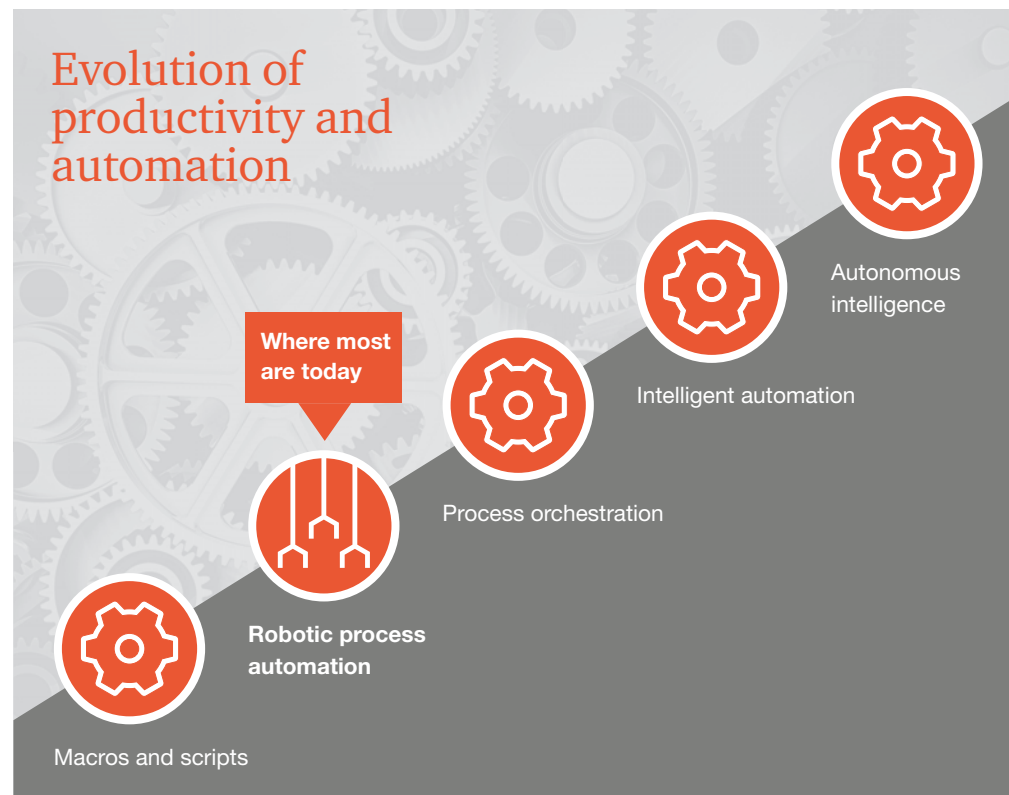 Evolution of
productivity and
automation
Where most
are today
Macros and scripts
Robotic process
automation
Process orchestration
Intelligent automation
Autonomous
intelligence